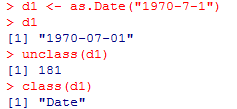 > d1 <- as.Date("1970-7-1")
> d1
[1] "1970-07-01"
> unclass(d1)
[1] 181
> class(d1)
[1] "Date"